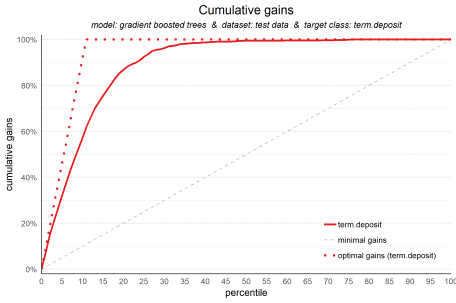 Cumulative gains
model: gradient boosted trees & dataset: test data & target class: term.deposit
cumulative gains
100%
80%
60%
40%
20%
0%
term.deposit
minimal gains
optimal gains (term.deposit)
0 5 10 15 20 25 30 35 40 45 50 55 60 65 70 75 80 85 90 95 100
percentile